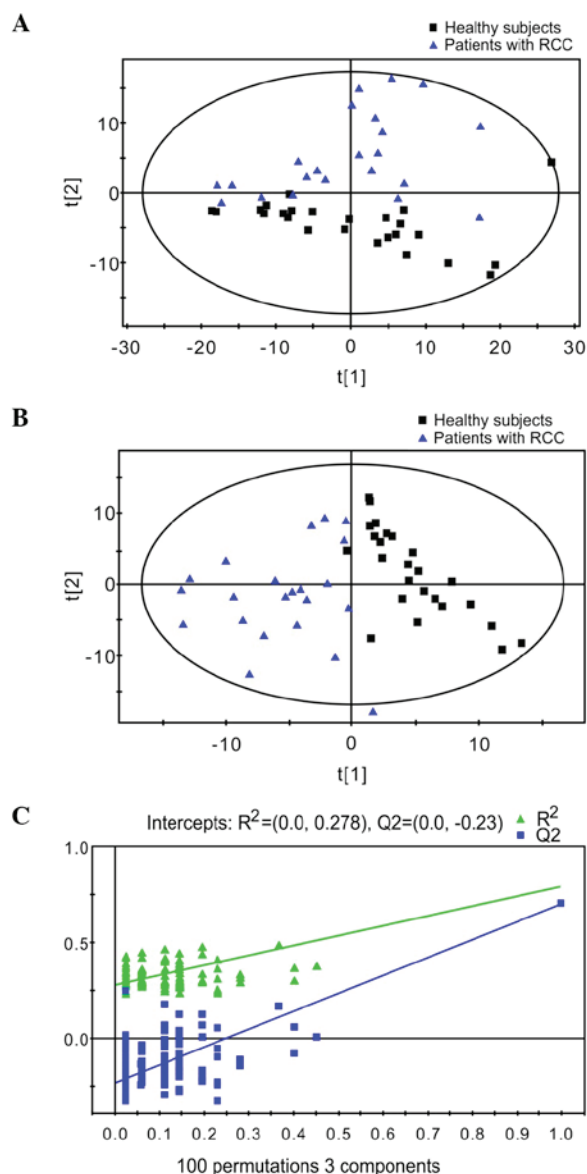 A
Healthy subjects
Patients with RCC
t[2]
10
0
-10
-30 -20 -10 0 10 20 30
t[1]
B
Healthy subjects
Patients with RCC
t[2]
10
0
-10
-10 0 10
t[1]
C
Intercepts: R²=(0.0, 0.278), Q2=(0.0, -0.23)
R²
Q2
1.0
0.5
0.0
0.0 0.1 0.2 0.3 0.4 0.5 0.6 0.7 0.8 0.9 1.0
100 permutations 3 components